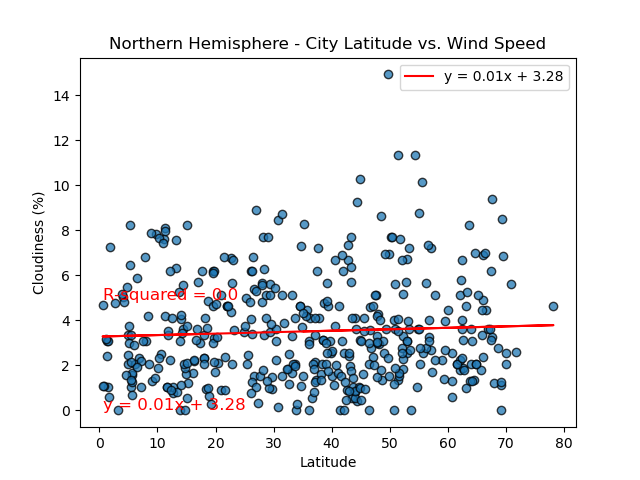 Northern Hemisphere - City Latitude vs. Wind Speed
y = 0.01x + 3.28
Cloudiness (%)
14
12
10
8
6
4
2
0
R-squared = 0.0
y = 0.01x + 3.28
0 10 20 30 40 50 60 70 80
Latitude